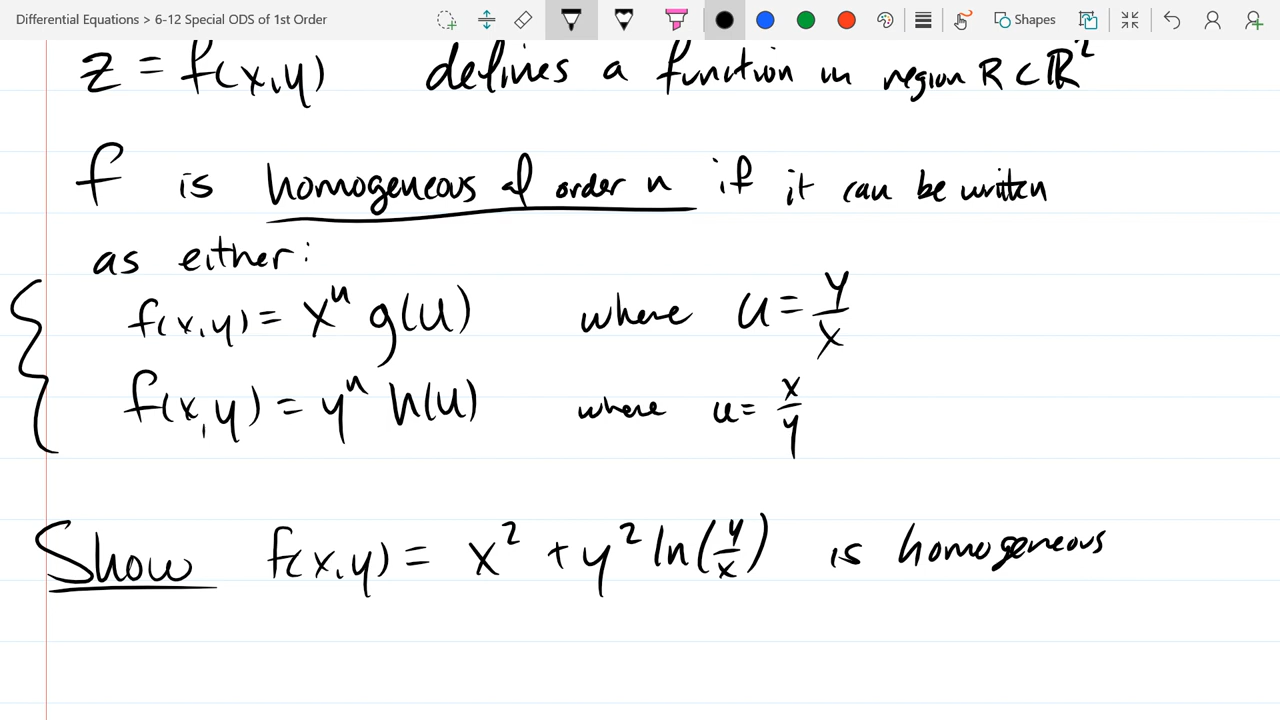 Differential Equations > 6-12 Special ODS of 1st Order
Shapes
z = f(x,y) defines a function in region R ⊂ ℝ²
f is homogeneous of order n if it can be written
as either:
f(x,y) = xⁿ g(u) where u = y/x
f(x,y) = yⁿ h(u) where u = x/y
Show f(x,y) = x² + y² ln(y/x) is homogeneous